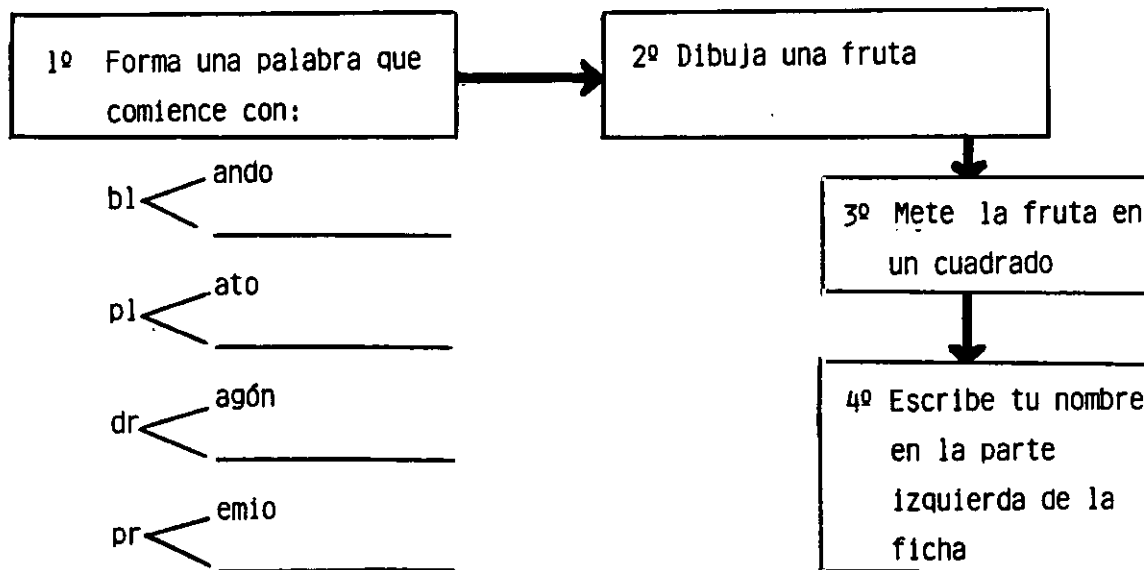 1º Forma una palabra que
comience con:
2º Dibuja una fruta
bl
ando
pl
ato
dr
agón
pr
emio
3º Mete la fruta en
un cuadrado
4º Escribe tu nombre
en la parte
izquierda de la
ficha